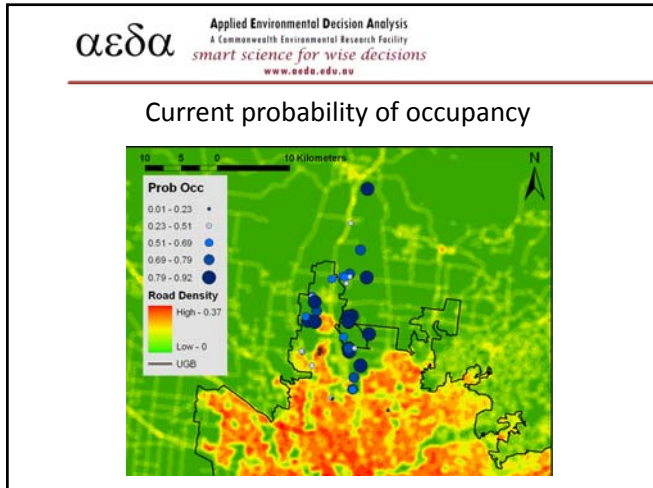 αεδα
Applied Environmental Decision Analysis
A Commonwealth Environmental Research Facility
smart science for wise decisions
www.aeda.edu.au
Current probability of occupancy
10 5 0 10 Kilometers
N
Prob Occ
0.01 - 0.23
0.23 - 0.51
0.51 - 0.69
0.69 - 0.79
0.79 - 0.92
Road Density
High - 0.37
Low - 0
UGB